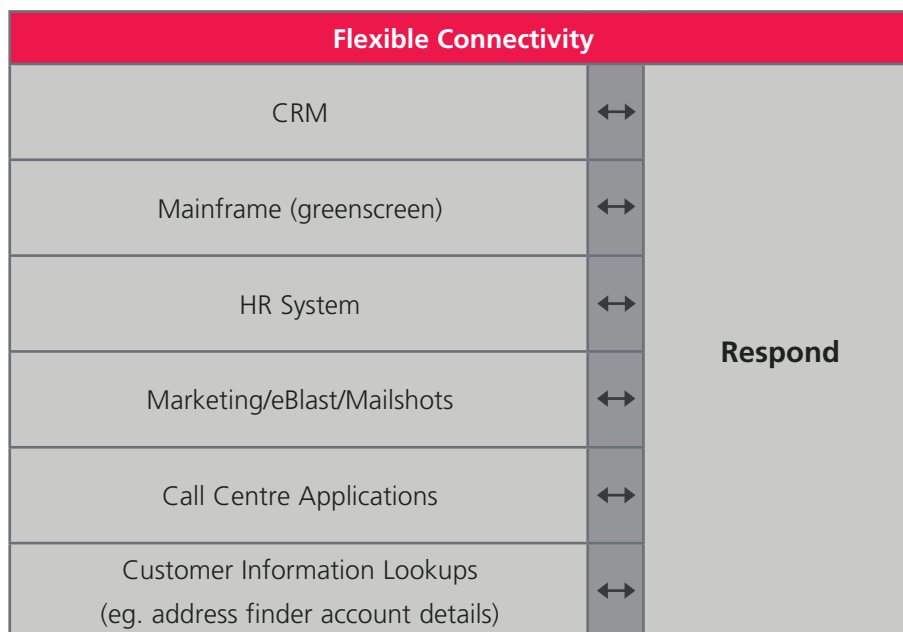 Flexible Connectivity
CRM
Mainframe (greenscreen)
HR System
Respond
Marketing/eBlast/Mailshots
Call Centre Applications
Customer Information Lookups
(eg. address finder account details)